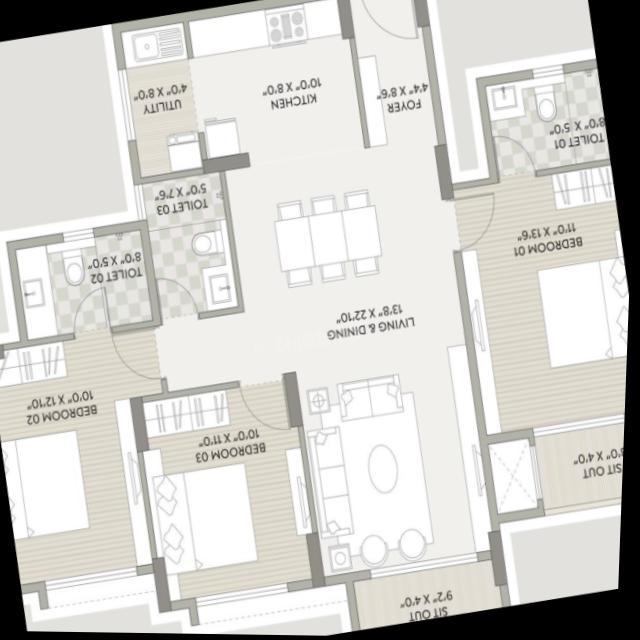 SIT OUT
9'2" X 4'0"
SIT OUT
X 4'0"
BEDROOM 03
10'0" X 11'0"
BEDROOM 02
10'0" X 12'10"
LIVING & DINING
13'8" X 22'10"
BEDROOM 01
11'0" X 13'6"
TOILET 02
8'0" X 5'0"
TOILET 03
5'0" X 7'6"
TOILET 01
8'0" X 5'0"
FOYER
4'4" X 8'6"
KITCHEN
10'0" X 8'0"
UTILITY
4'0" X 8'0"